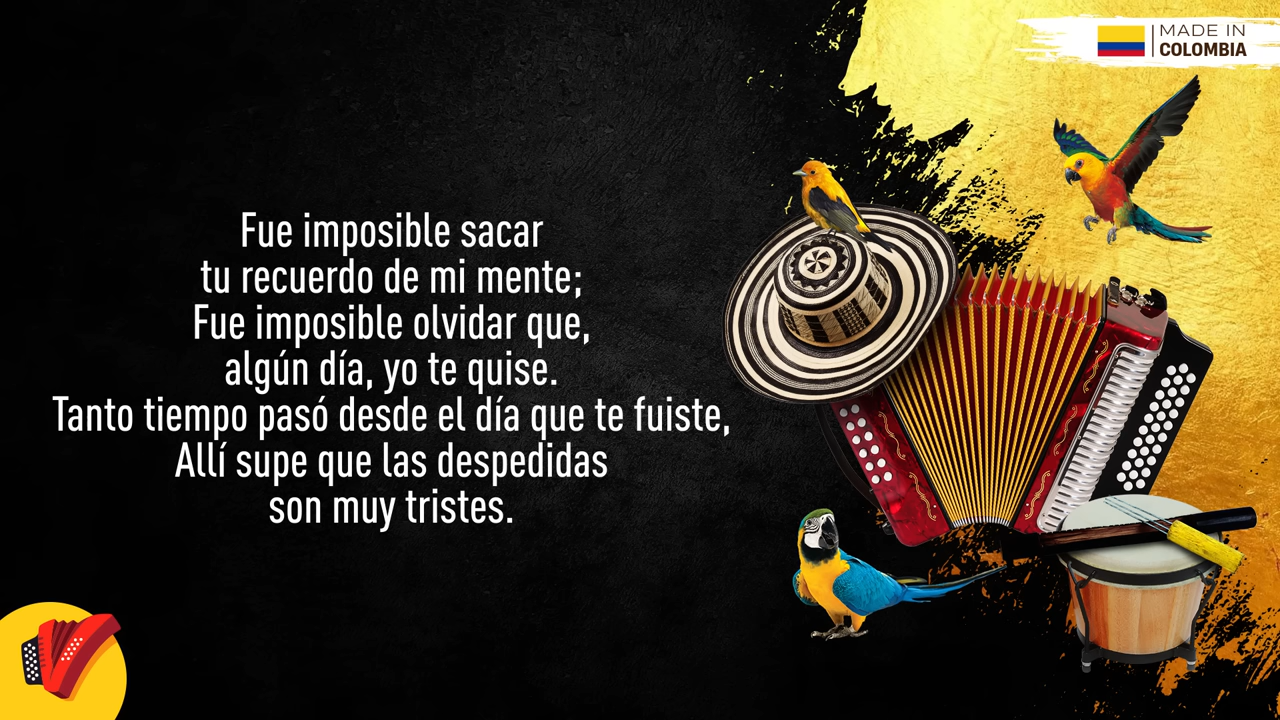 MADE IN
COLOMBIA
Fue imposible sacar
tu recuerdo de mi mente;
Fue imposible olvidar que,
algún día, yo te quise.
Tanto tiempo pasó desde el día que te fuiste,
Allí supe que las despedidas
son muy tristes.